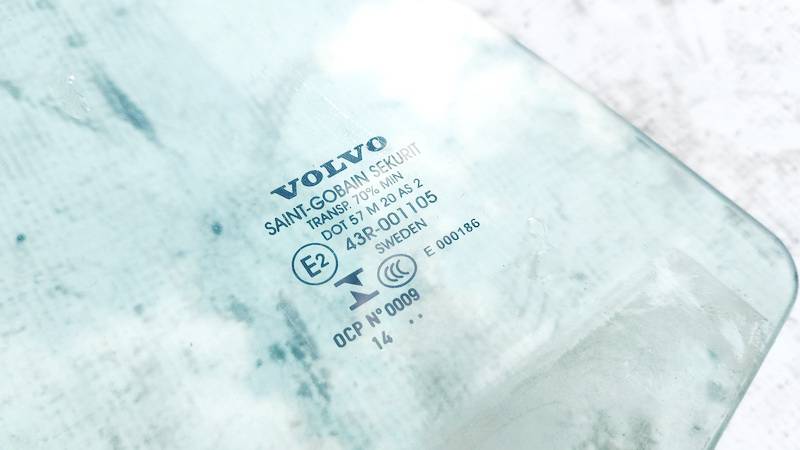 VOLVO
SAINT-GOBAIN SEKURIT
TRANSP. 70% MIN
DOT 57 M 20 AS 2
43R-001105
E2
SWEDEN
CCC E 000186
OCP N° 0009
14 ..